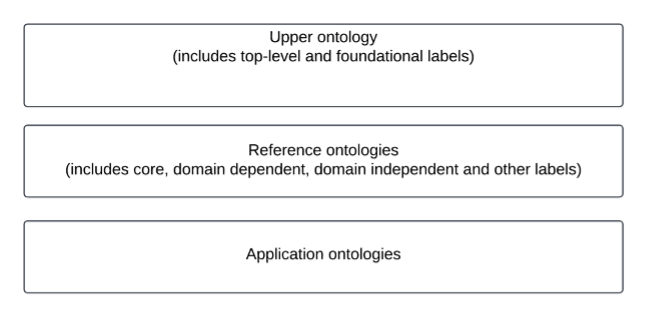 Upper ontology
(includes top-level and foundational labels)
Reference ontologies
(includes core, domain dependent, domain independent and other labels)
Application ontologies